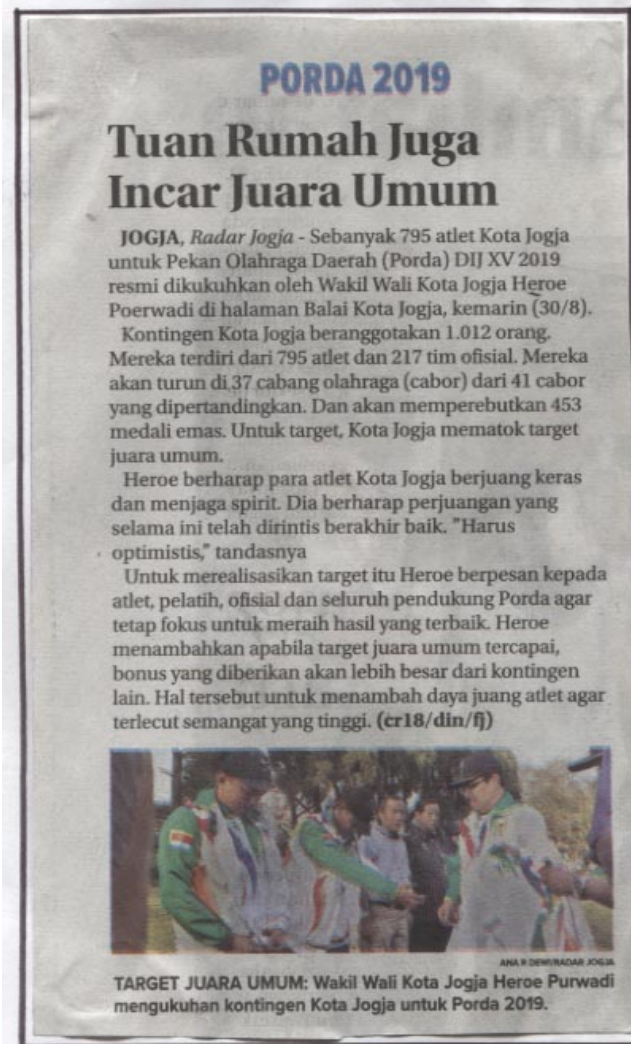 PORDA 2019
Tuan Rumah Juga
Incar Juara Umum
JOGJA, Radar Jogja - Sebanyak 795 atlet Kota Jogja
untuk Pekan Olahraga Daerah (Porda) DIJ XV 2019
resmi dikukuhkan oleh Wakil Wali Kota Jogja Heroe
Poerwadi di halaman Balai Kota Jogja, kemarin (30/8).
Kontingen Kota Jogja beranggotakan 1.012 orang.
Mereka terdiri dari 795 atlet dan 217 tim ofisial. Mereka
akan turun di 37 cabang olahraga (cabor) dari 41 cabor
yang dipertandingkan. Dan akan memperebutkan 453
medali emas. Untuk target, Kota Jogja mematok target
juara umum.
Heroe berharap para atlet Kota Jogja berjuang keras
dan menjaga spirit. Dia berharap perjuangan yang
selama ini telah dirintis berakhir baik. "Harus
optimistis," tandasnya
Untuk merealisasikan target itu Heroe berpesan kepada
atlet, pelatih, ofisial dan seluruh pendukung Porda agar
tetap fokus untuk meraih hasil yang terbaik. Heroe
menambahkan apabila target juara umum tercapai,
bonus yang diberikan akan lebih besar dari kontingen
lain. Hal tersebut untuk menambah daya juang atlet agar
terlecut semangat yang tinggi. (cr18/din/fj)
ANA R DEWI/RADAR JOGJA
TARGET JUARA UMUM: Wakil Wali Kota Jogja Heroe Purwadi
mengukuhan kontingen Kota Jogja untuk Porda 2019.